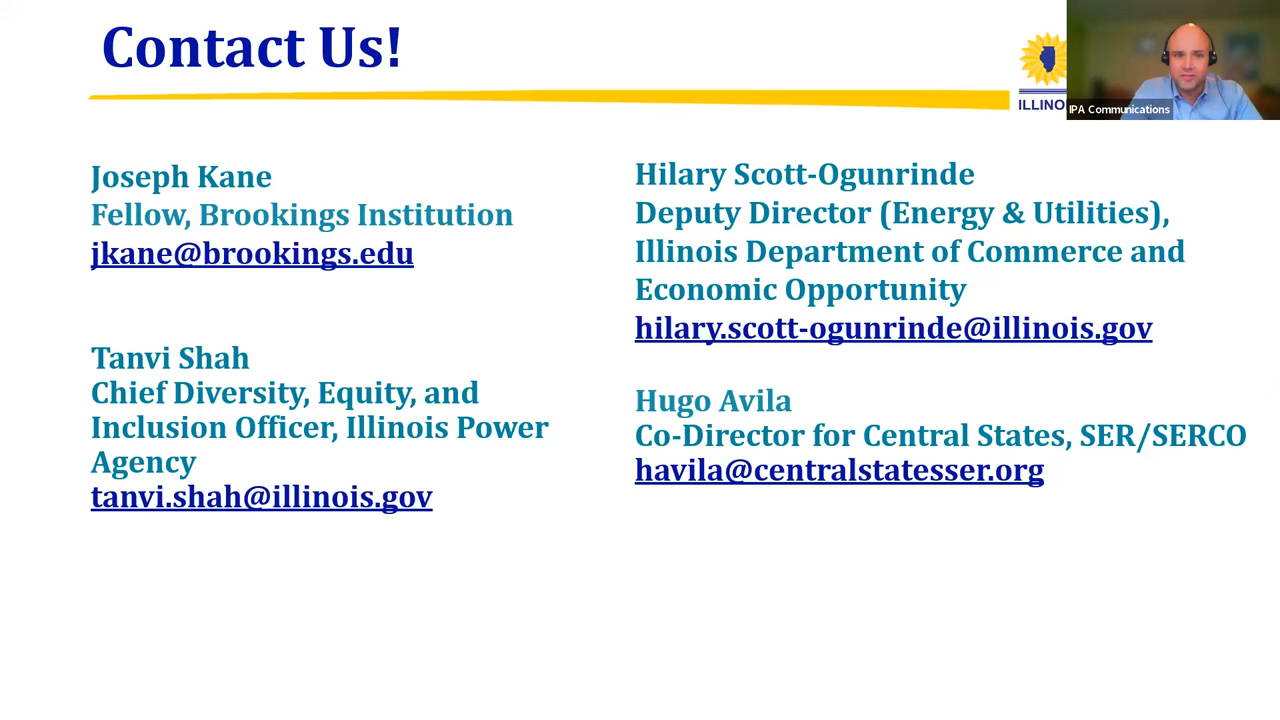 Contact Us!
ILLINO
IPA Communications
Joseph Kane
Fellow, Brookings Institution
jkane@brookings.edu
Tanvi Shah
Chief Diversity, Equity, and
Inclusion Officer, Illinois Power
Agency
tanvi.shah@illinois.gov
Hilary Scott-Ogunrinde
Deputy Director (Energy & Utilities),
Illinois Department of Commerce and
Economic Opportunity
hilary.scott-ogunrinde@illinois.gov
Hugo Avila
Co-Director for Central States, SER/SERCO
havila@centralstatesser.org